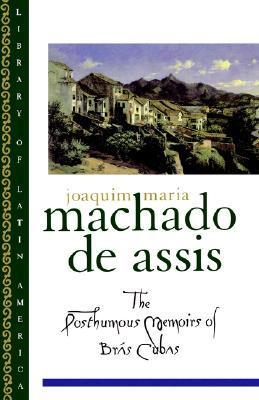 LIBRARY OF LATIN AMERICA
joaquim maria
machado
de assis
The
Posthumous Memoirs of
Brás Cubas